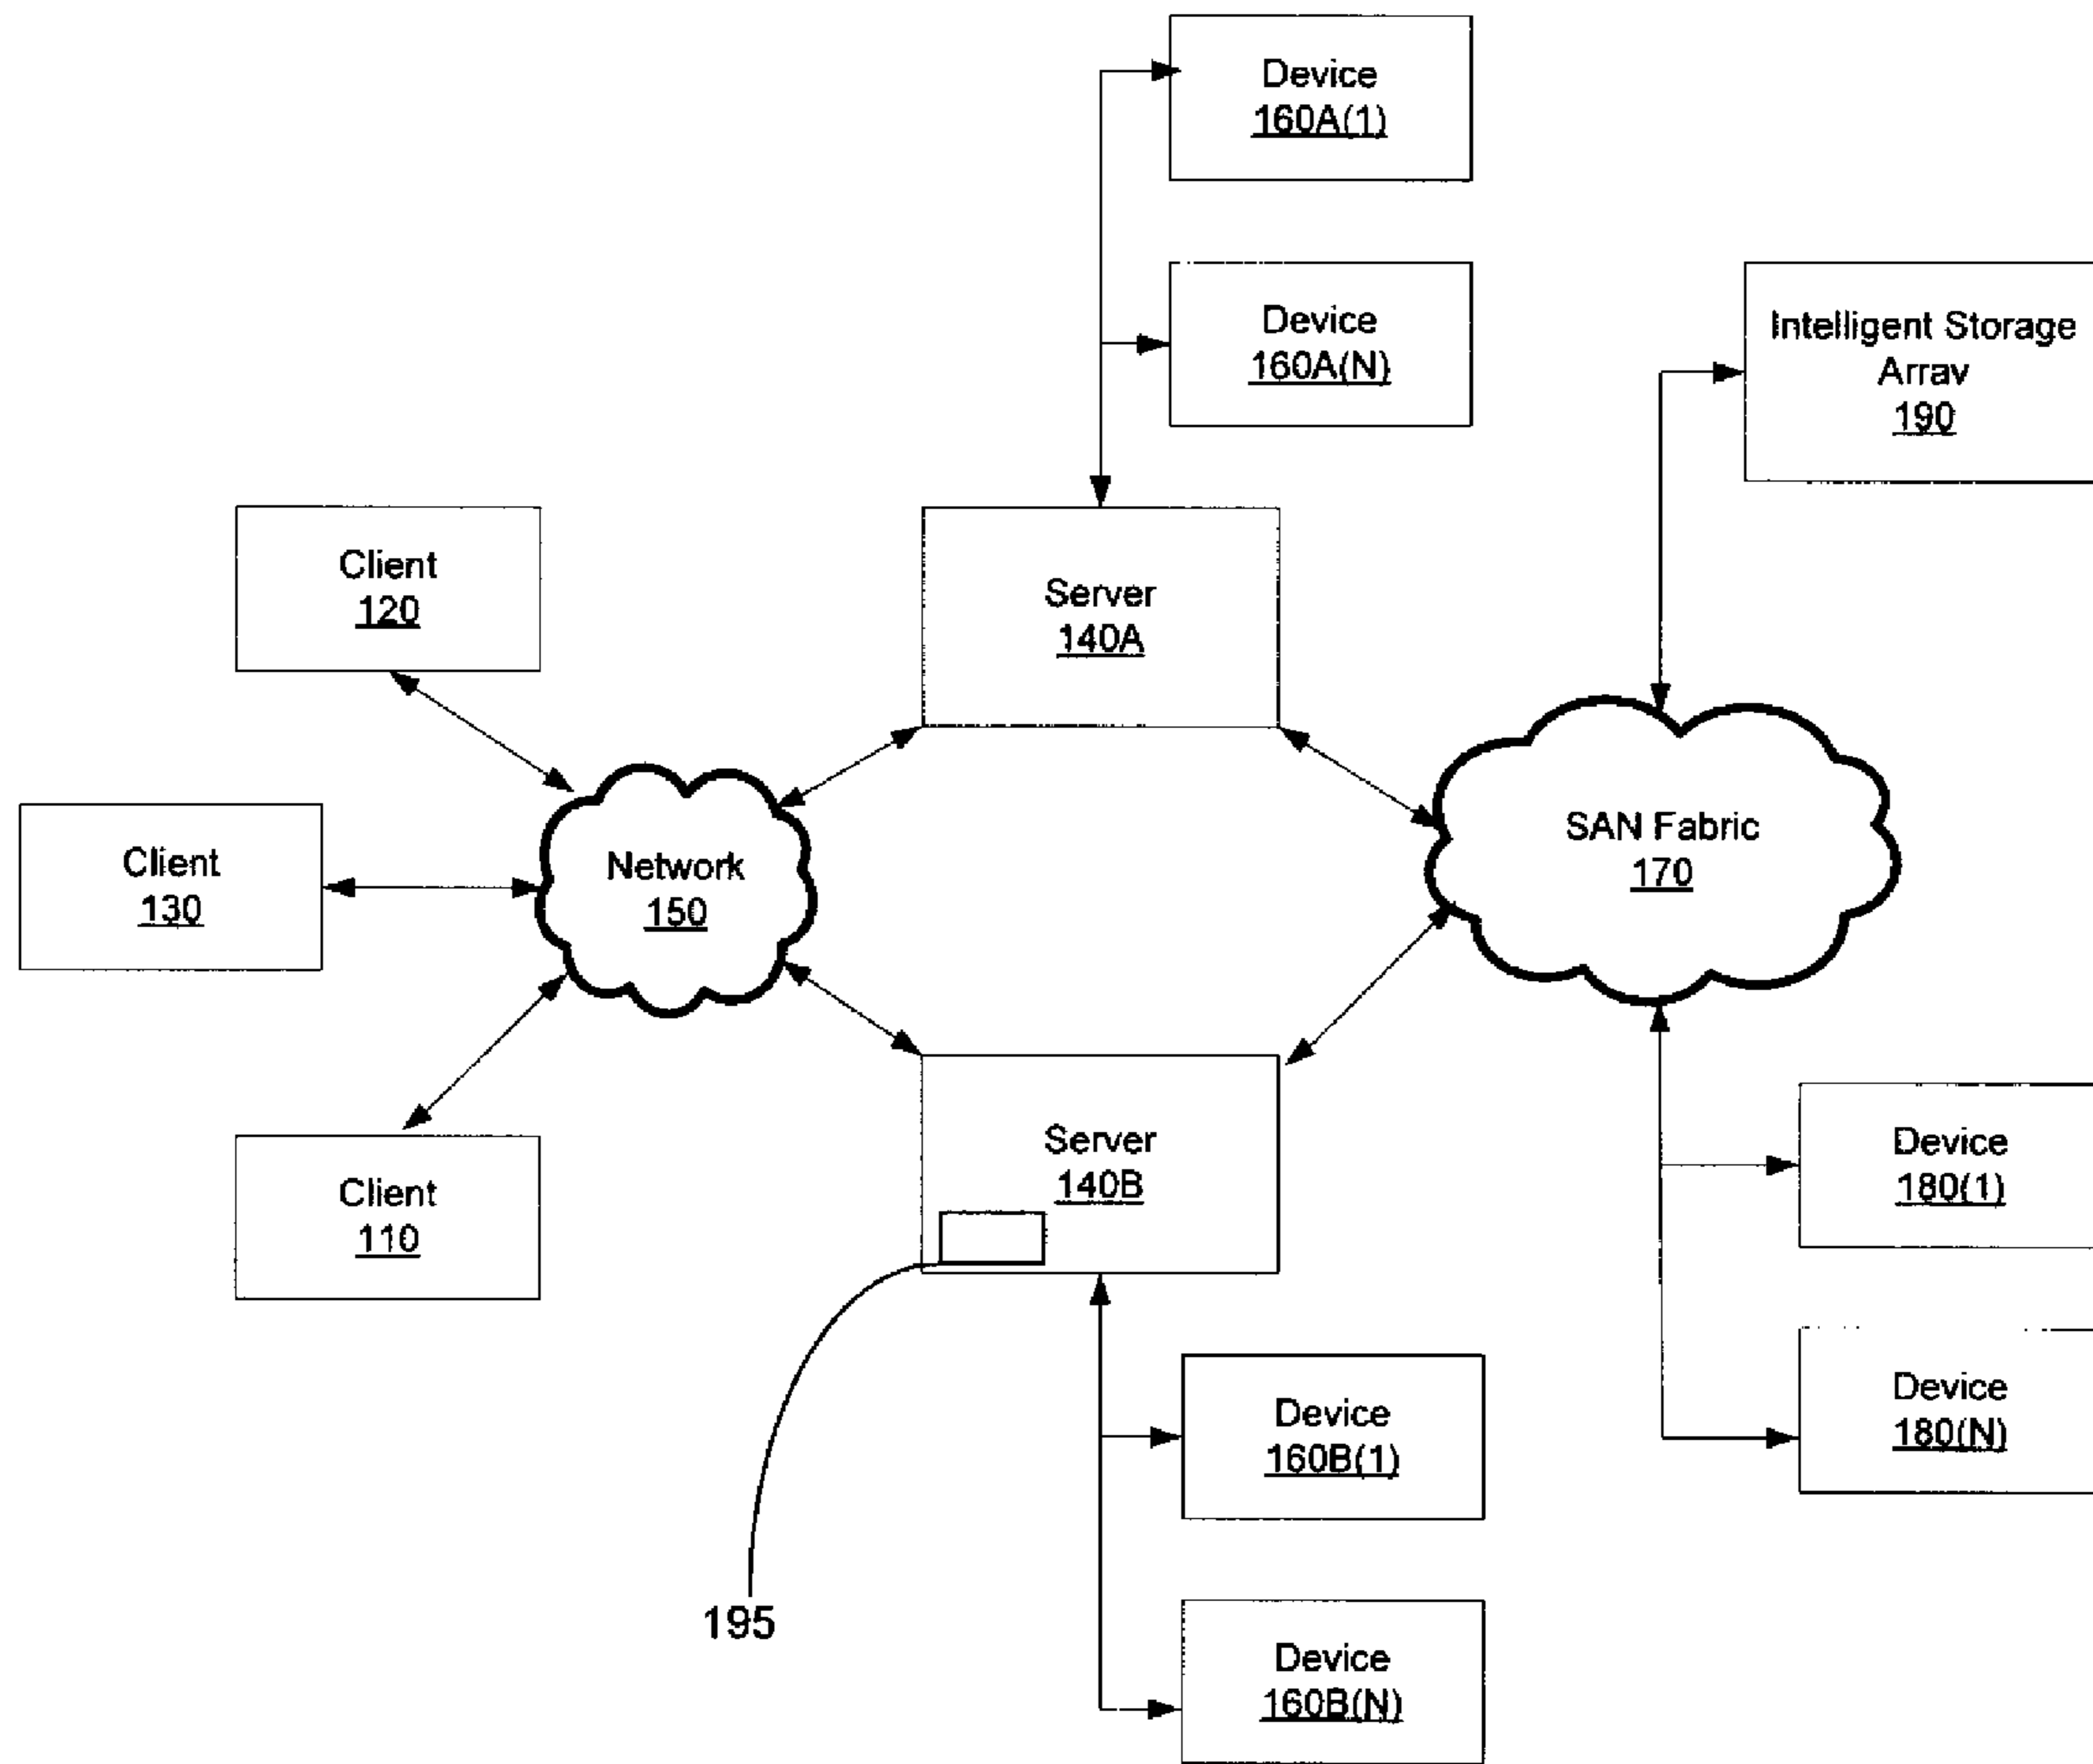 Device
160A(1)
Device
160A(N)
Intelligent Storage
Array
190
Client
120
Server
140A
Client
130
Network
150
SAN Fabric
170
Client
110
Server
140B
Device
180(1)
Device
180(N)
Device
160B(1)
195
Device
160B(N)